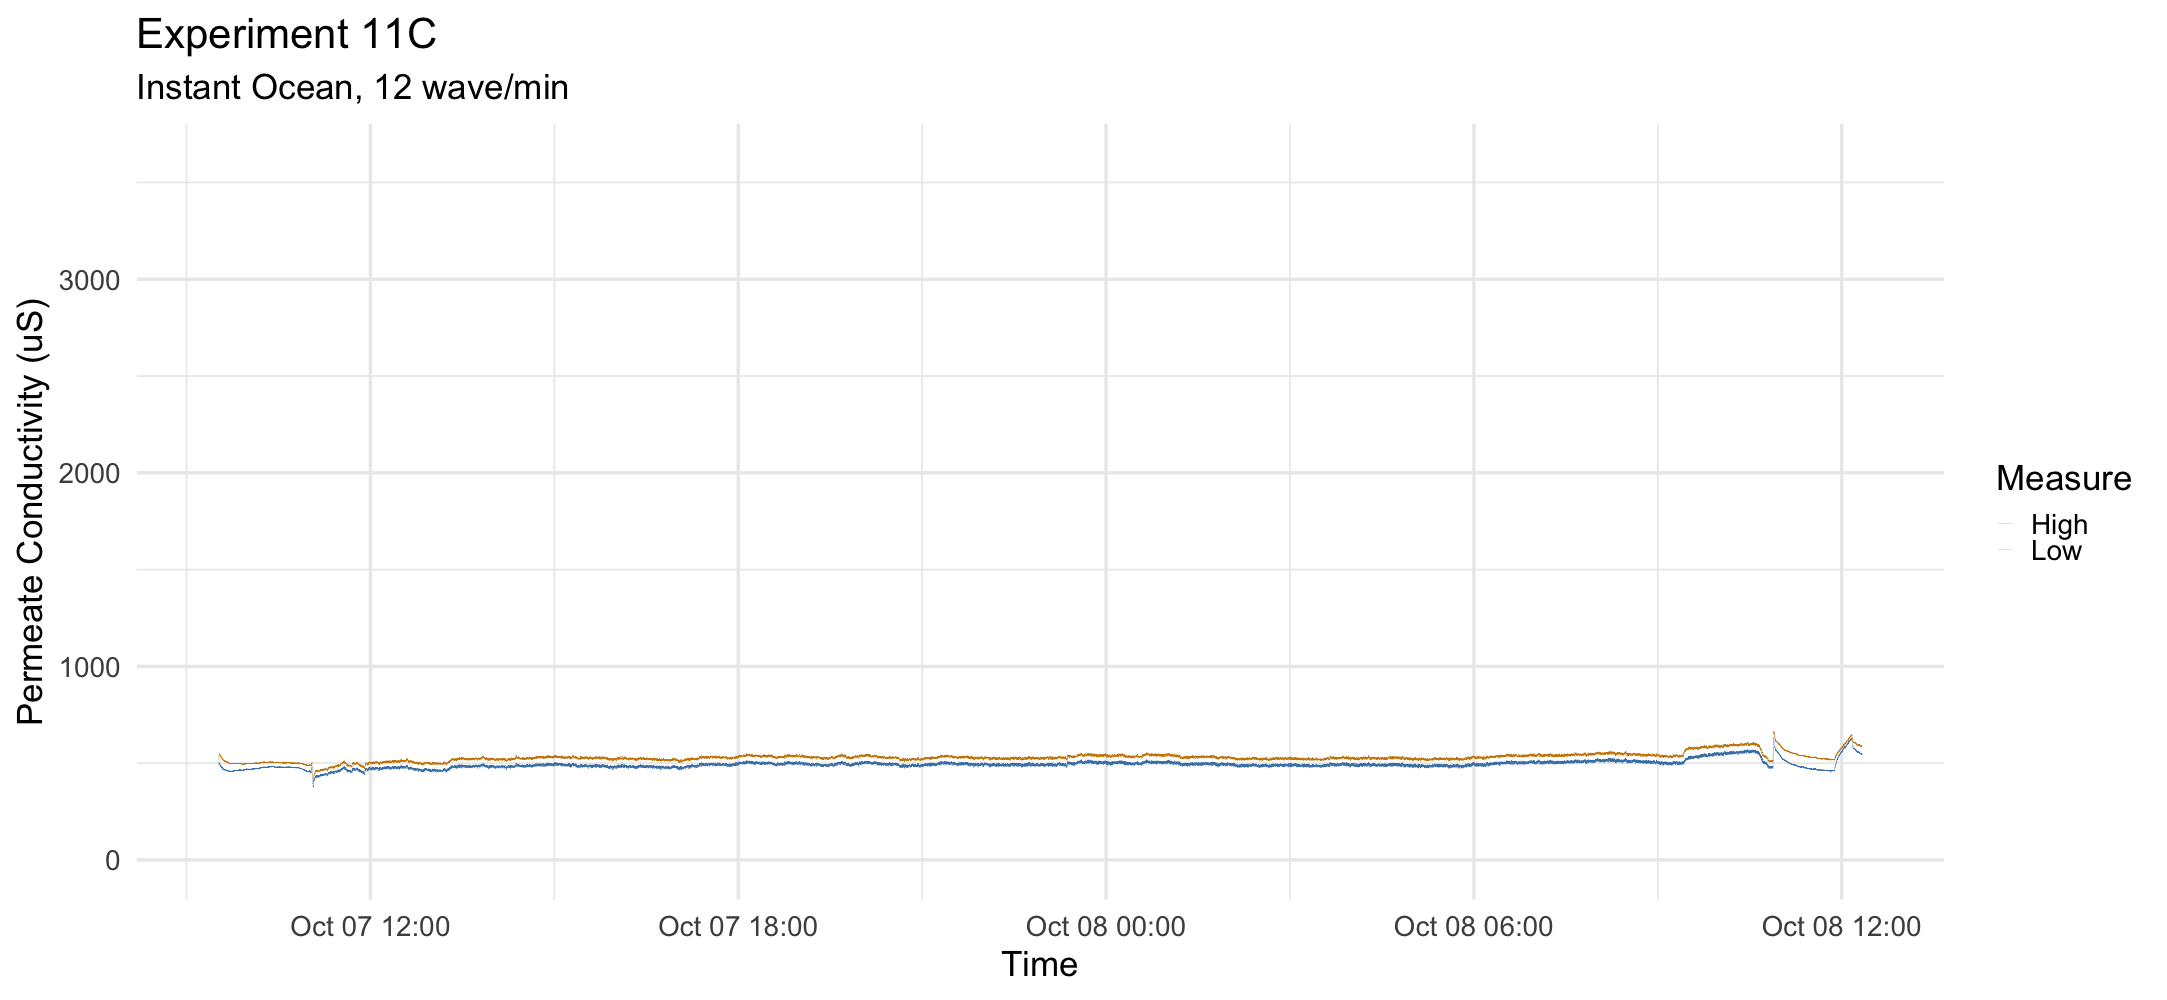 Experiment 11C
Instant Ocean, 12 wave/min
Permeate Conductivity (uS)
3000
2000
1000
0
Oct 07 12:00
Oct 07 18:00
Oct 08 00:00
Oct 08 06:00
Oct 08 12:00
Time
Measure
High
Low